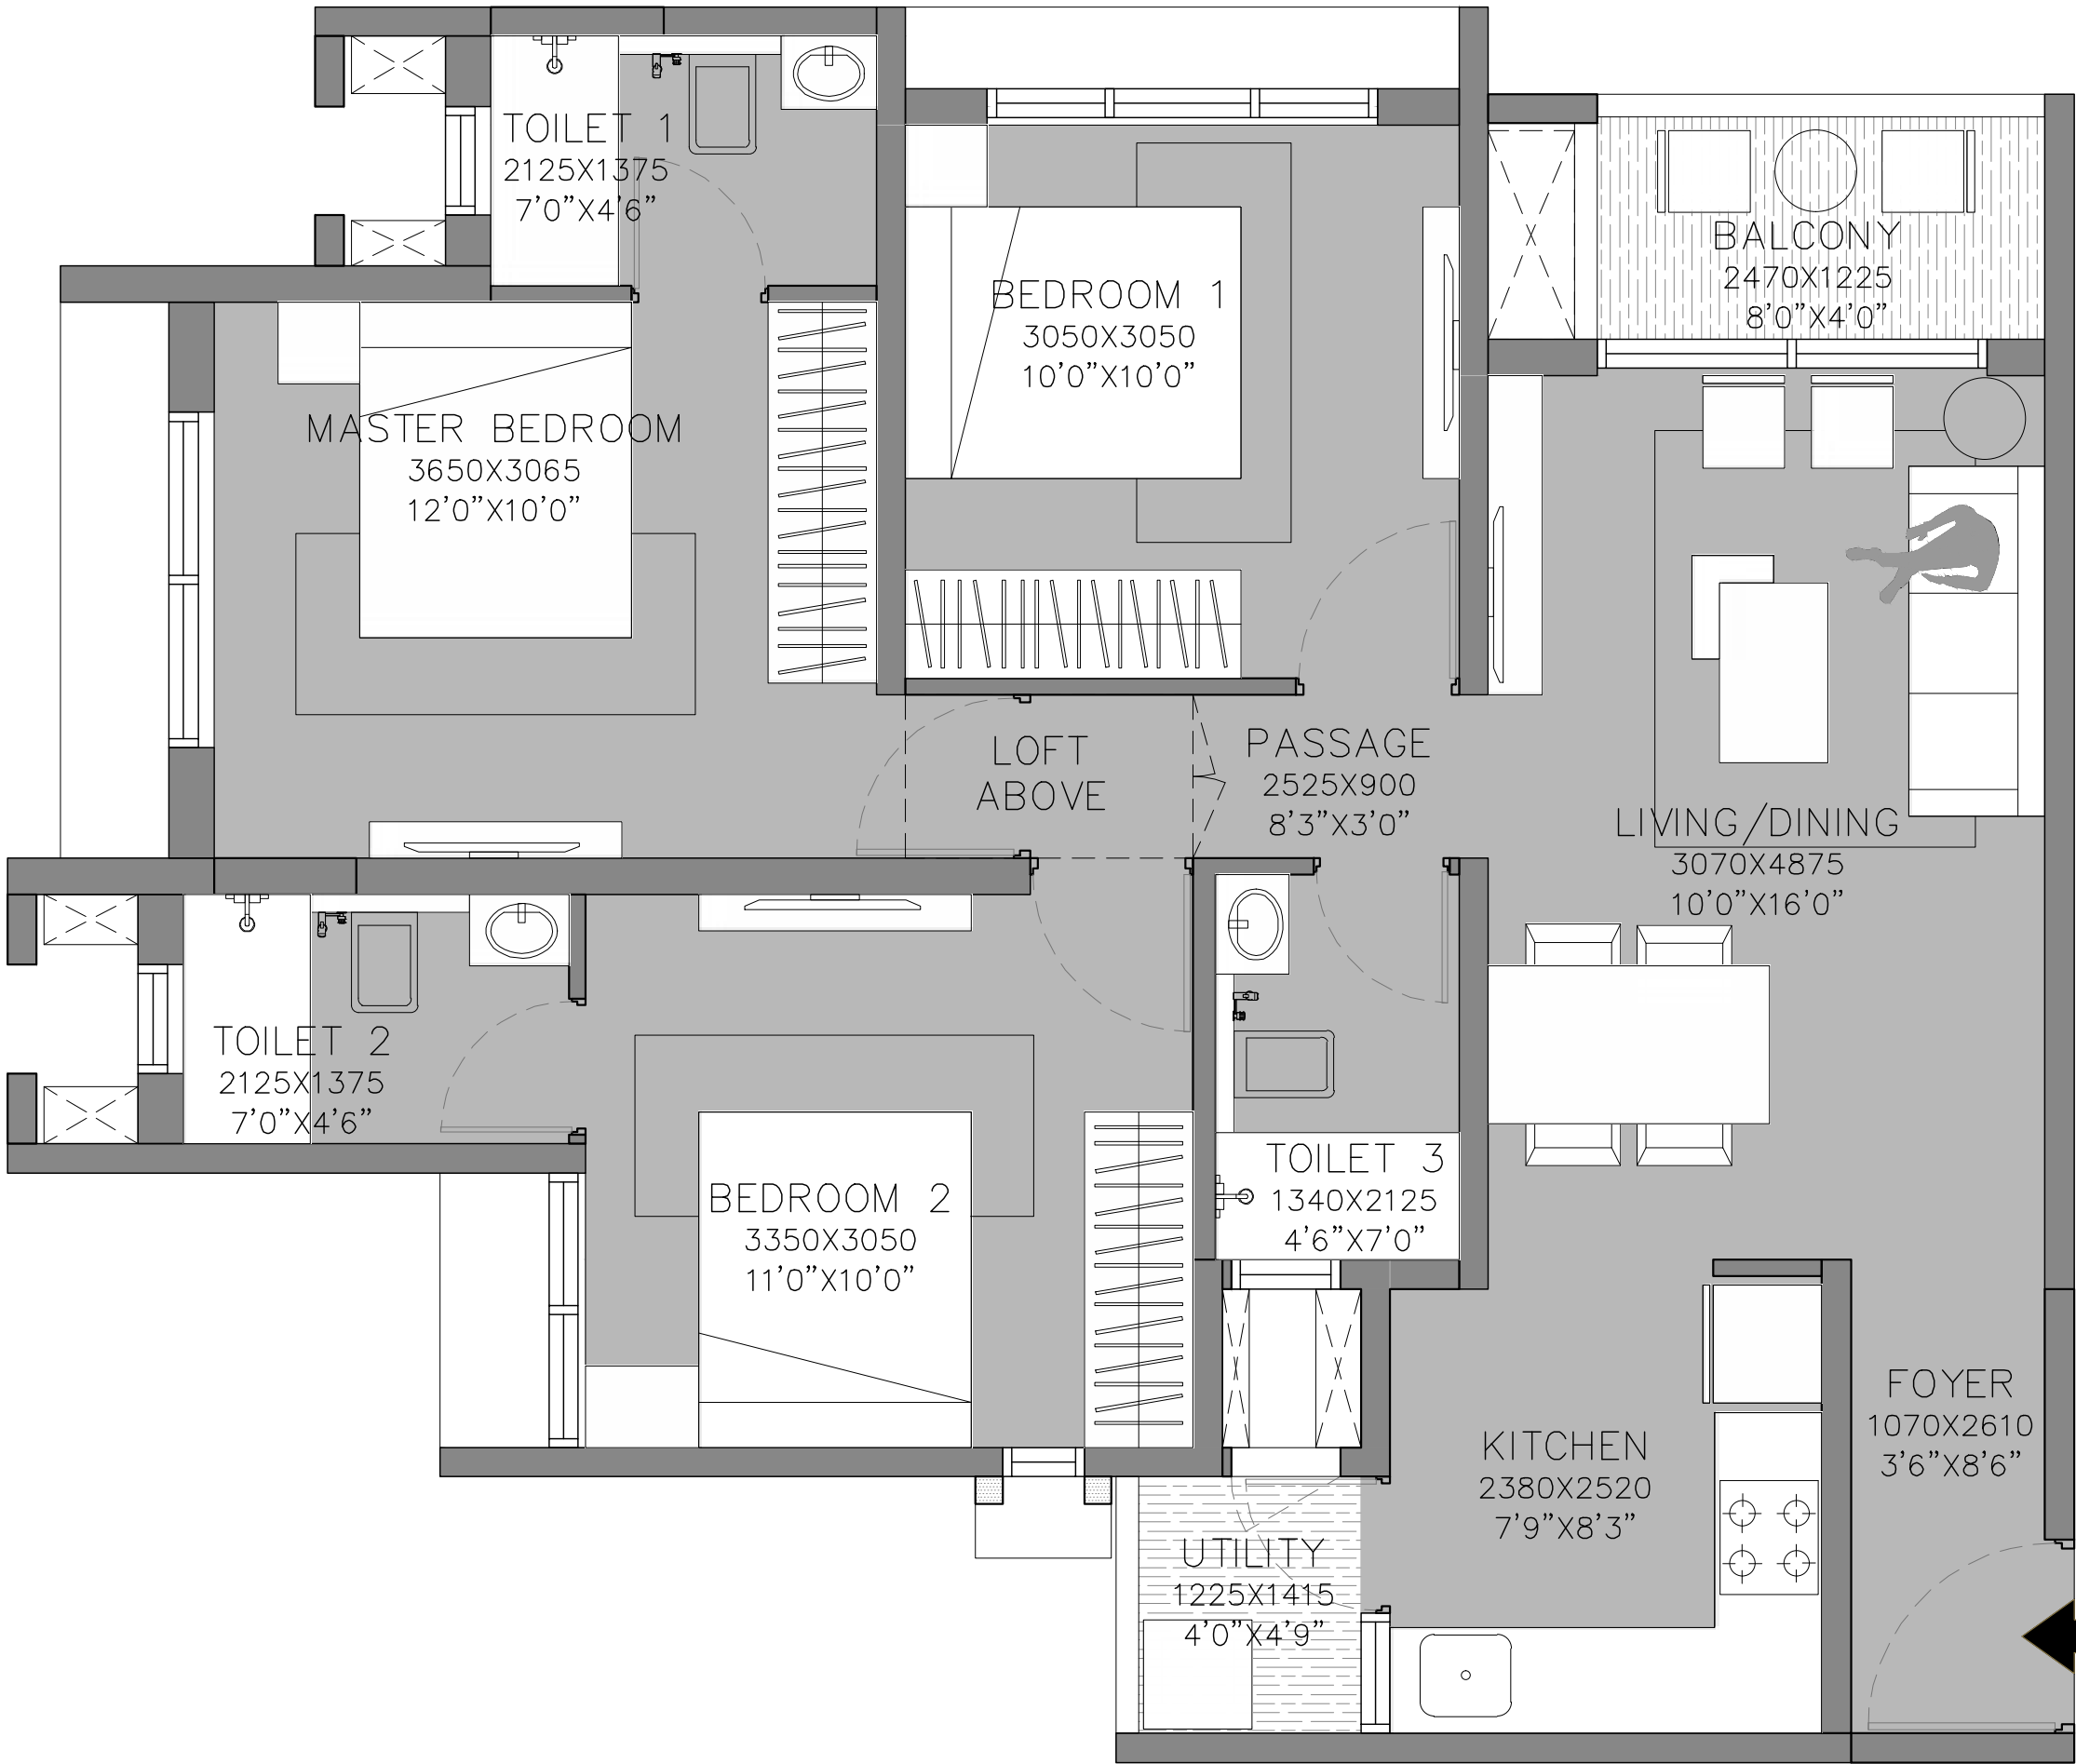 TOILET 1
2125X1375
7'0"X4'6"
BEDROOM 1
3050X3050
10'0"X10'0"
BALCONY
2470X1225
8'0"X4'0"
MASTER BEDROOM
3650X3065
12'0"X10'0"
LOFT
ABOVE
PASSAGE
2525X900
8'3"X3'0"
LIVING/DINING
3070X4875
10'0"X16'0"
TOILET 2
2125X1375
7'0"X4'6"
BEDROOM 2
3350X3050
11'0"X10'0"
TOILET 3
1340X2125
4'6"X7'0"
KITCHEN
2380X2520
7'9"X8'3"
FOYER
1070X2610
3'6"X8'6"
UTILITY
1225X1415
4'0"X4'9"